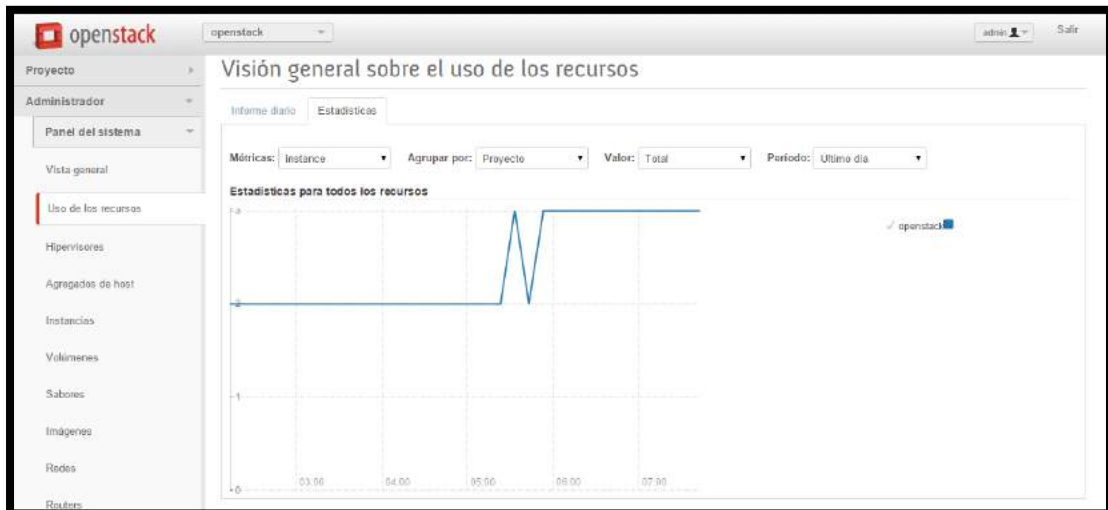 openstack
openstack
admin
Salir
Proyecto
Administrador
Panel del sistema
Vista general
Uso de los recursos
Hipervisores
Agregados de host
Instancias
Volúmenes
Sabores
Imágenes
Redes
Routers
Visión general sobre el uso de los recursos
Informe diario
Estadísticas
Métricas: Instance
Agrupar por: Proyecto
Valor: Total
Período: Ultimo día
Estadísticas para todos los recursos
openstack
3
2
1
0
03:00
04:00
05:00
06:00
07:00